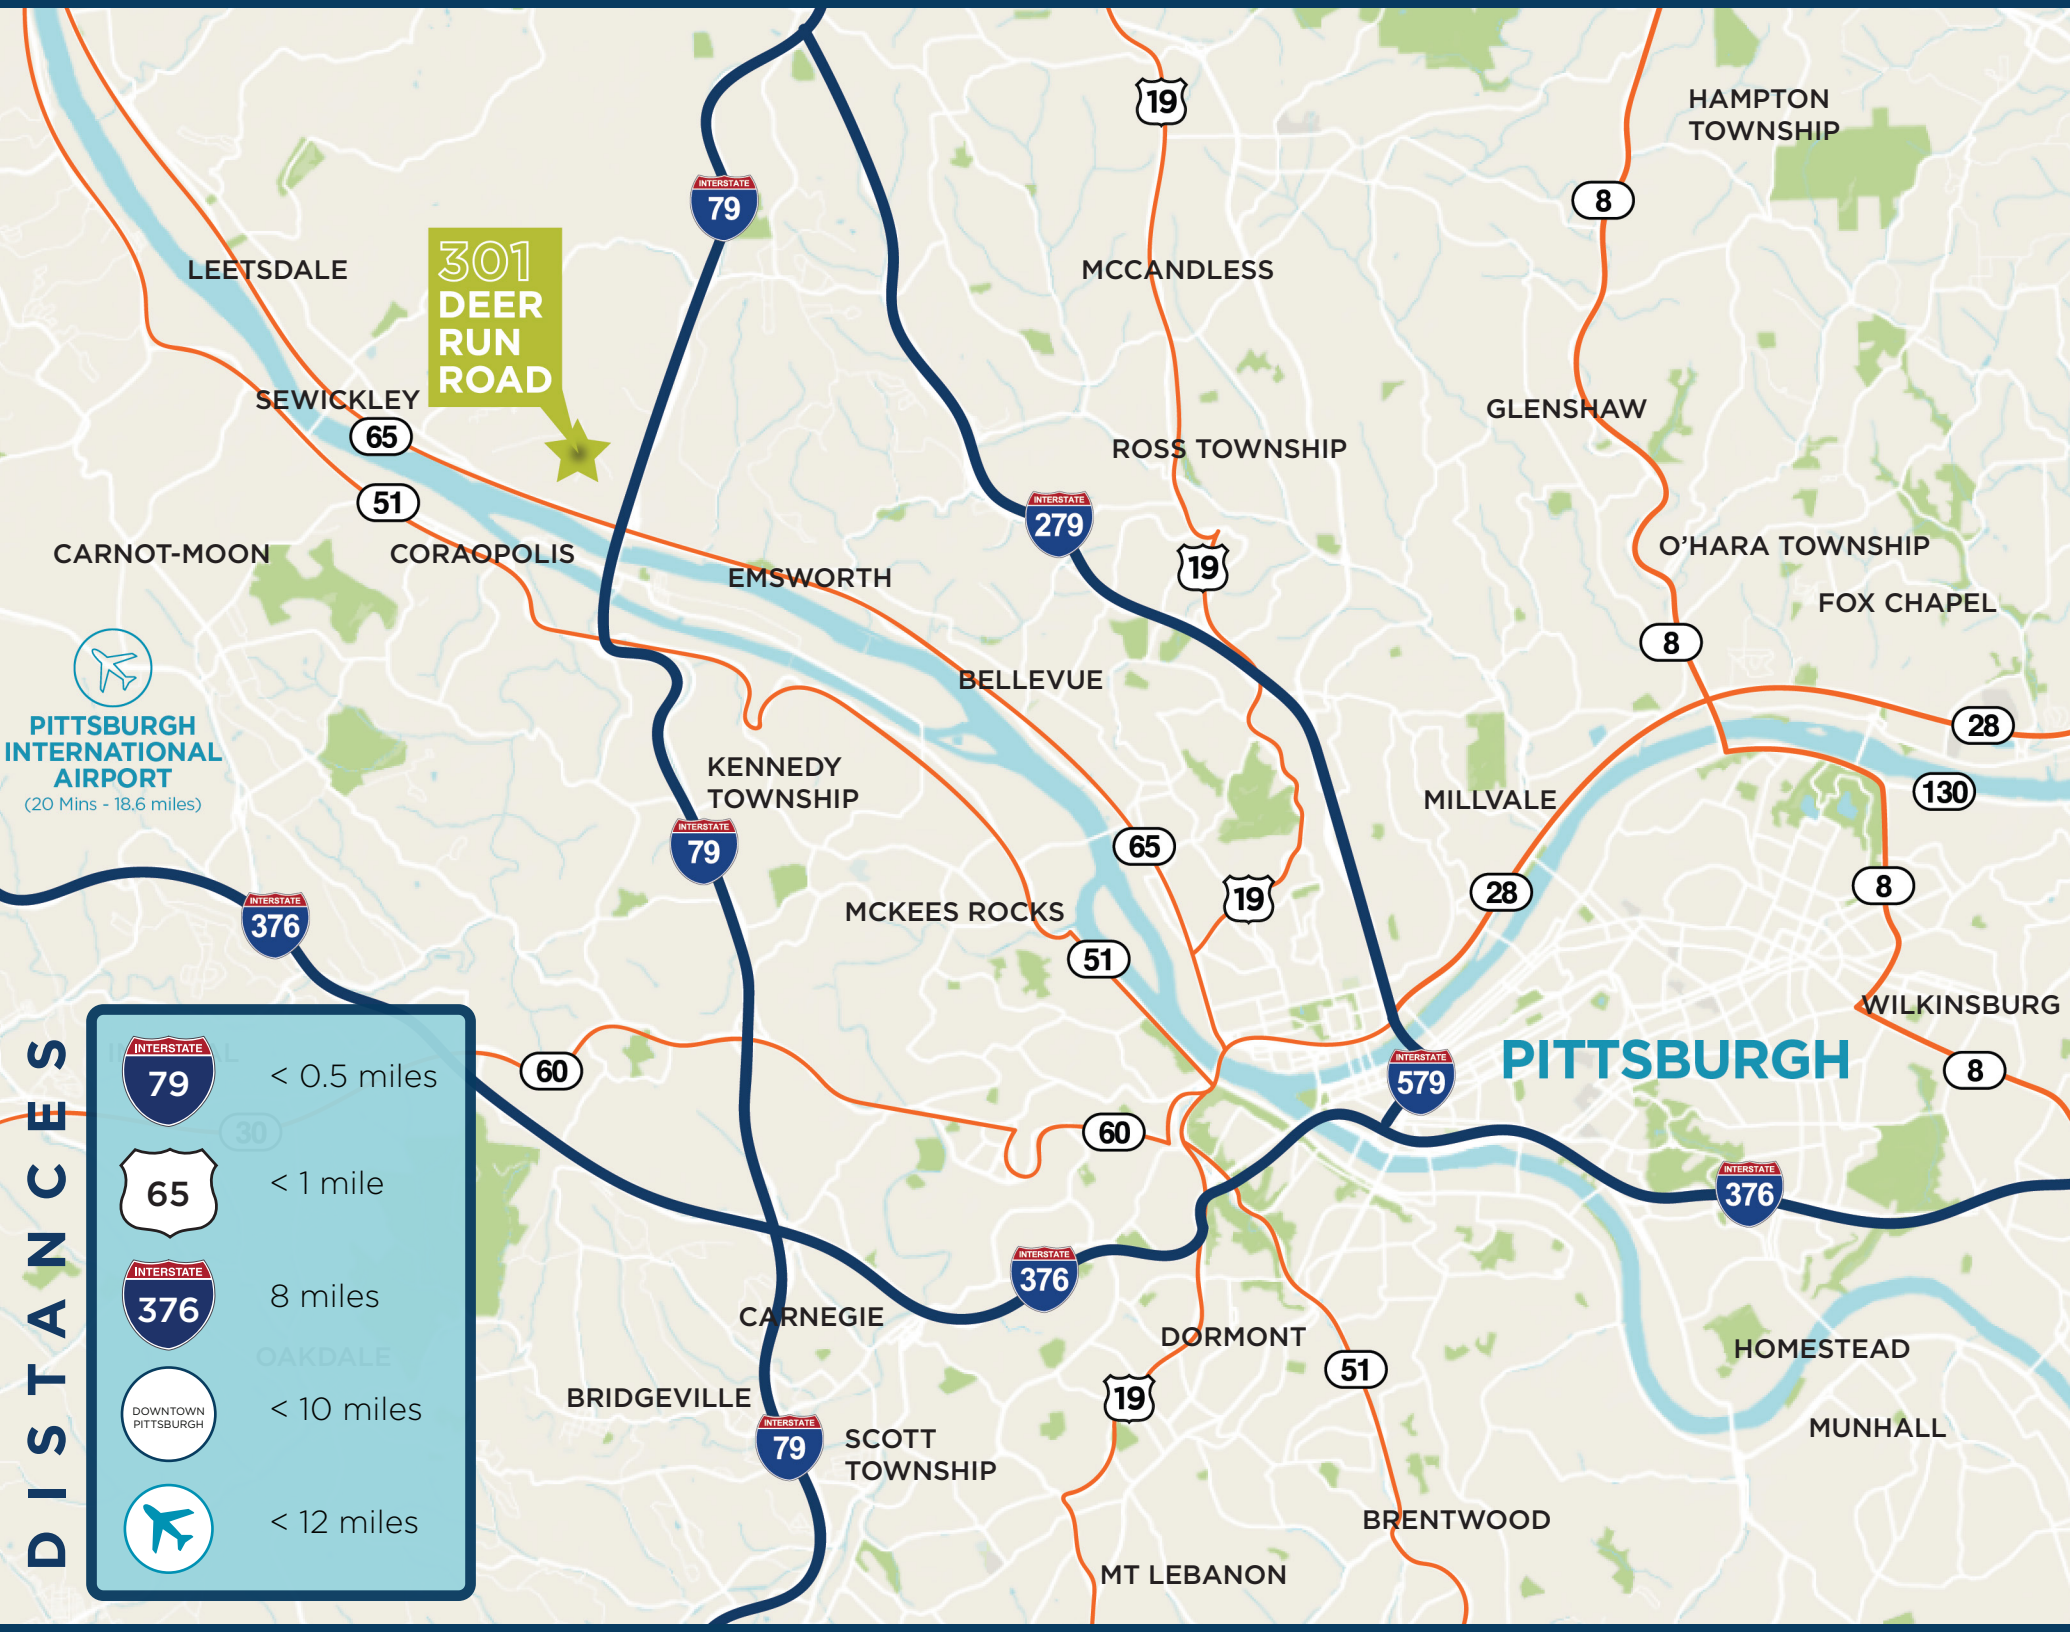 19
HAMPTON
TOWNSHIP
INTERSTATE
79
8
301
DEER
RUN
ROAD
LEETSDALE
MCCANDLESS
SEWICKLEY
65
GLENSHAW
ROSS TOWNSHIP
51
INTERSTATE
279
CARNOT-MOON
CORAOPOLIS
EMSWORTH
19
O'HARA TOWNSHIP
FOX CHAPEL
8
BELLEVUE
PITTSBURGH
INTERNATIONAL
AIRPORT
(20 Mins - 18.6 miles)
28
KENNEDY
TOWNSHIP
MILLVALE
130
INTERSTATE
79
65
19
28
8
INTERSTATE
376
MCKEES ROCKS
51
WILKINSBURG
PITTSBURGH
INTERSTATE
579
8
60
60
INTERSTATE
376
INTERSTATE
376
CARNEGIE
DORMONT
HOMESTEAD
51
BRIDGEVILLE
19
MUNHALL
INTERSTATE
79
SCOTT
TOWNSHIP
BRENTWOOD
MT LEBANON
DISTANCES
INTERSTATE
79
< 0.5 miles
30
65
< 1 mile
INTERSTATE
376
8 miles
OAKDALE
DOWNTOWN
PITTSBURGH
< 10 miles
< 12 miles